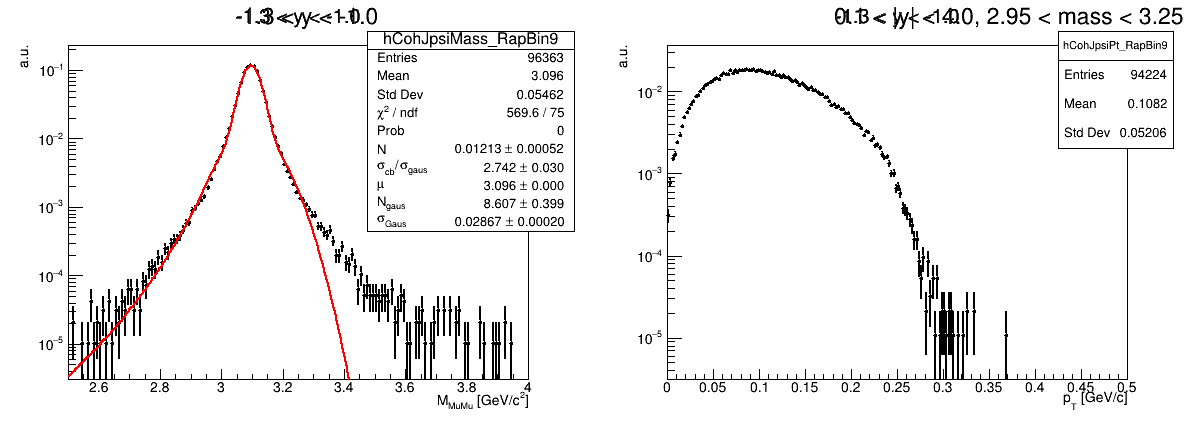 a.u.
hCohJpsiMass_RapBin9
Entries 96363
Mean 3.096
Std Dev 0.05462
χ² / ndf 569.6 / 75
Prob 0
N 0.01213 ± 0.00052
σcb/σgaus 2.742 ± 0.030
μ 3.096 ± 0.000
Ngaus 8.607 ± 0.399
σGaus 0.02867 ± 0.00020
10⁻¹
10⁻²
10⁻³
10⁻⁴
10⁻⁵
2.6 2.8 3 3.2 3.4 3.6 3.8 4
MMuMu [GeV/c²]
, 2.95 < mass < 3.25
a.u.
hCohJpsiPt_RapBin9
Entries 94224
Mean 0.1082
Std Dev 0.05206
10⁻²
10⁻³
10⁻⁴
10⁻⁵
0 0.05 0.1 0.15 0.2 0.25 0.3 0.35 0.4 0.45 0.5
pT [GeV/c]